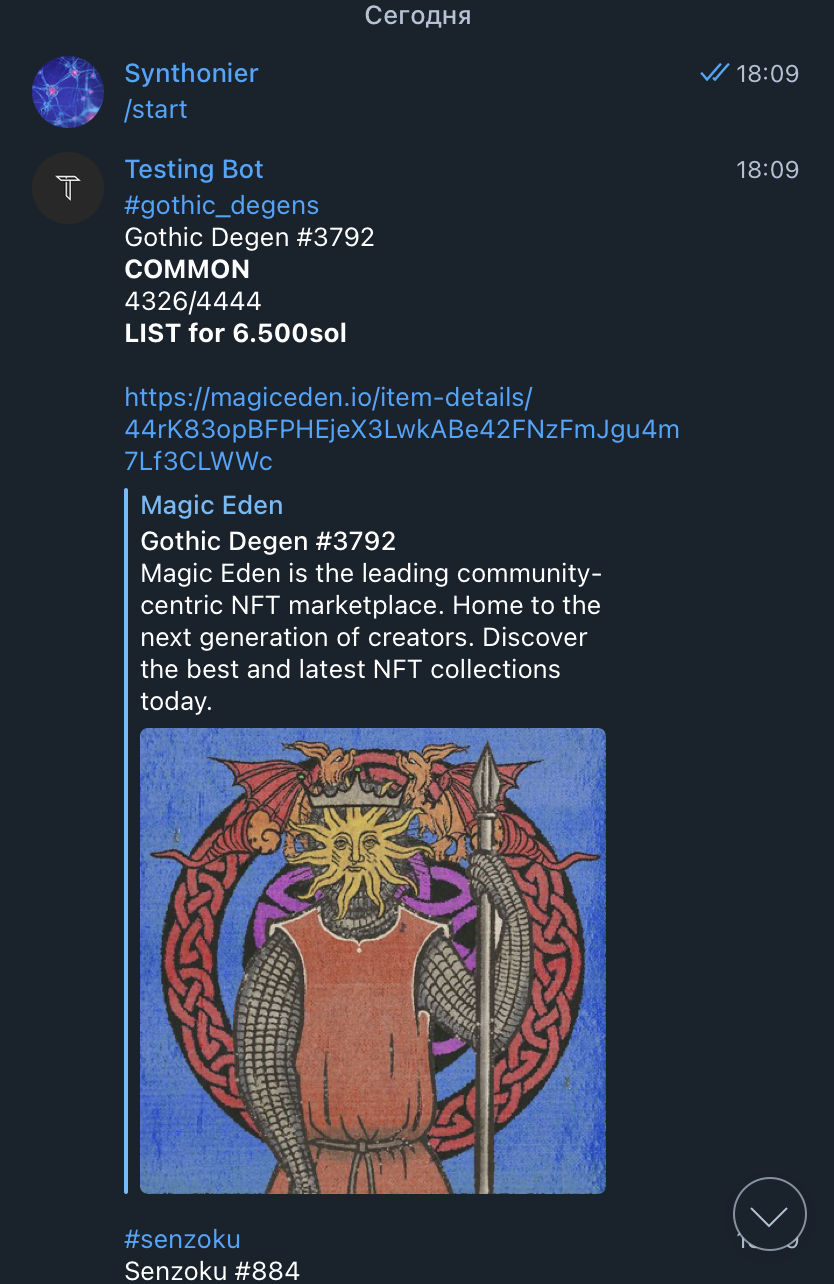 Сегодня
Synthonier
18:09
/start
Testing Bot
18:09
#gothic_degens
Gothic Degen #3792
COMMON
4326/4444
LIST for 6.500sol
https://magiceden.io/item-details/
44rK83opBFPHEjeX3LwkABe42FNzFmJgu4m
7Lf3CLWWc
Magic Eden
Gothic Degen #3792
Magic Eden is the leading community-
centric NFT marketplace. Home to the
next generation of creators. Discover
the best and latest NFT collections
today.
#senzoku
Senzoku #884